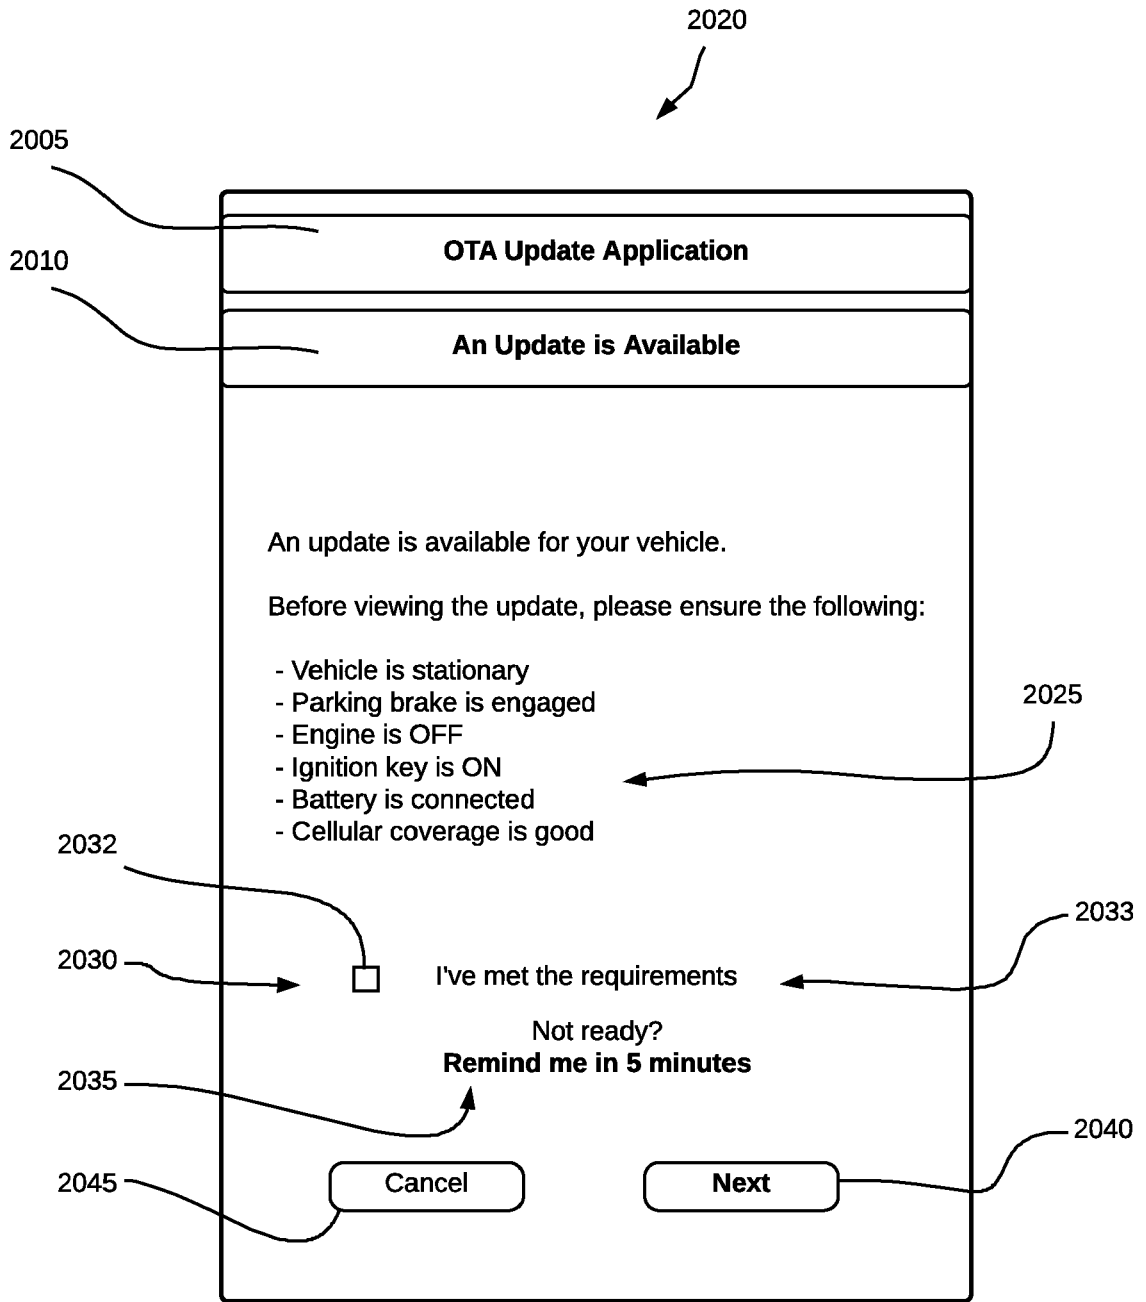 2020
2005
OTA Update Application
2010
An Update is Available
An update is available for your vehicle.
Before viewing the update, please ensure the following:
- Vehicle is stationary
- Parking brake is engaged
- Engine is OFF
- Ignition key is ON
- Battery is connected
- Cellular coverage is good
2025
2032
2033
2030
I've met the requirements
Not ready?
Remind me in 5 minutes
2035
2040
2045
Cancel
Next